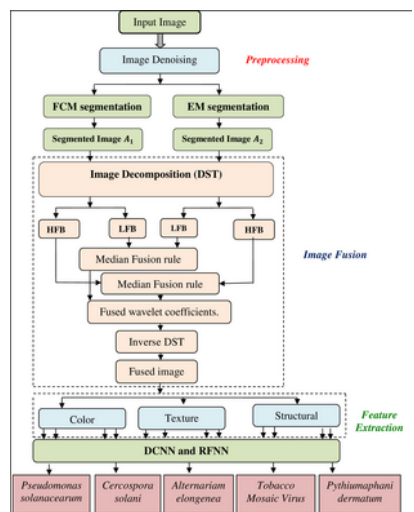 Input Image
Image Denoising
Preprocessing
FCM segmentation
EM segmentation
Segmented Image A1
Segmented Image A2
Image Decomposition (DST)
HFB
LFB
LFB
HFB
Median Fusion rule
Image Fusion
Median Fusion rule
Fused wavelet coefficients.
Inverse DST
Fused image
Color
Texture
Structural
Feature
Extraction
DCNN and RFNN
Pseudomonas
solanacearum
Cercospora
solani
Alternariam
elongenea
Tobacco
Mosaic Virus
Pythiumaphani
dermatum